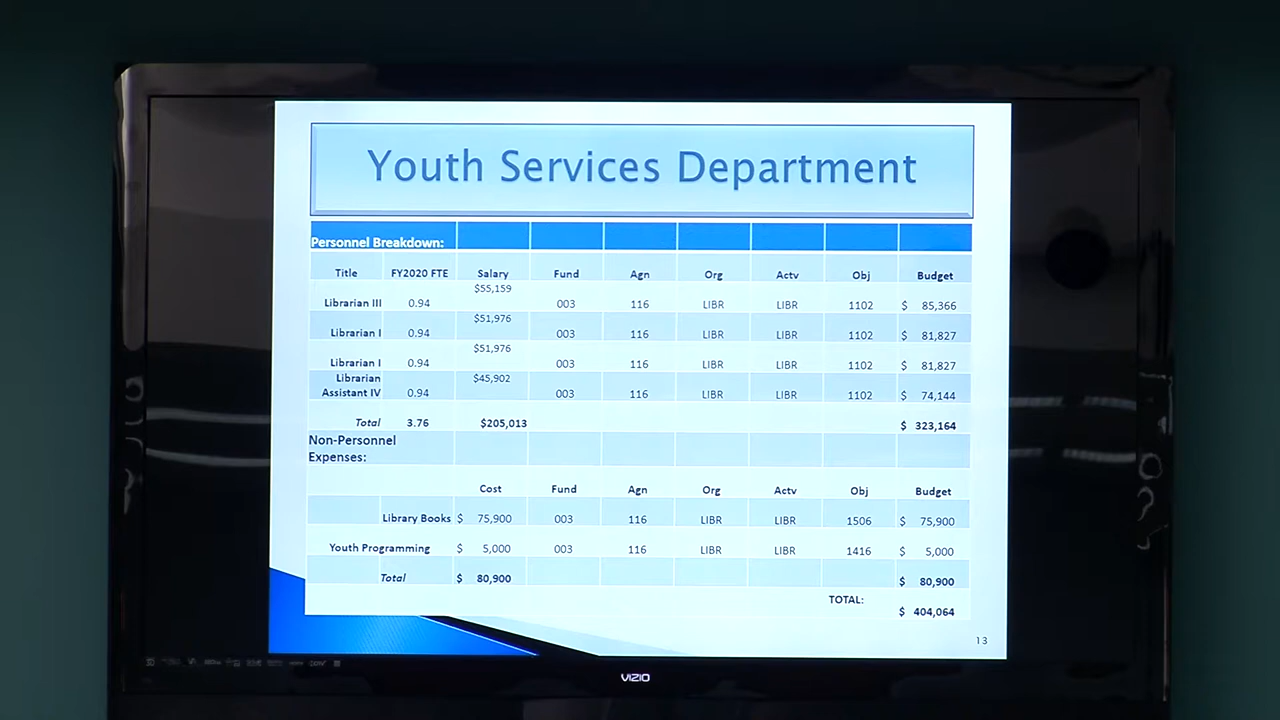 Youth Services Department
Personnel Breakdown:
Title FY2020 FTE Salary Fund Agn Org Actv Obj Budget
Librarian III 0.94 $55,159 003 116 LIBR LIBR 1102 $ 85,366
Librarian I 0.94 $51,976 003 116 LIBR LIBR 1102 $ 81,827
Librarian I 0.94 $51,976 003 116 LIBR LIBR 1102 $ 81,827
Librarian
Assistant IV 0.94 $45,902 003 116 LIBR LIBR 1102 $ 74,144
Total 3.76 $205,013 $ 323,164
Non-Personnel
Expenses:
Cost Fund Agn Org Actv Obj Budget
Library Books $ 75,900 003 116 LIBR LIBR 1506 $ 75,900
Youth Programming $ 5,000 003 116 LIBR LIBR 1416 $ 5,000
Total $ 80,900 $ 80,900
TOTAL:
$ 404,064
13
VIZIO